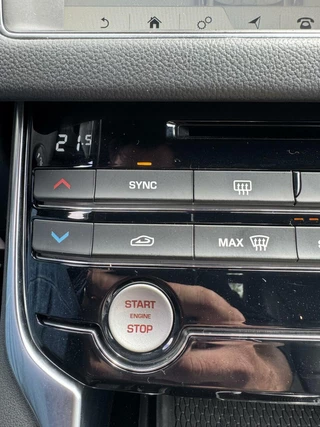 21.5
SYNC
MAX
START
ENGINE
STOP